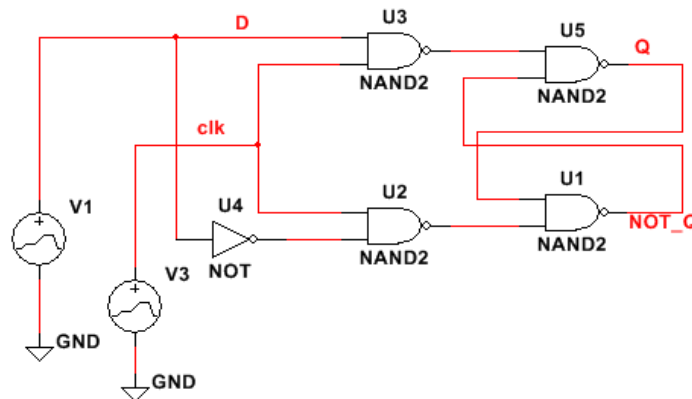 U3
D
U5
Q
NAND2
NAND2
clk
U2
U1
V1
U4
NOT_Q
NAND2
NAND2
V3
NOT
GND
GND